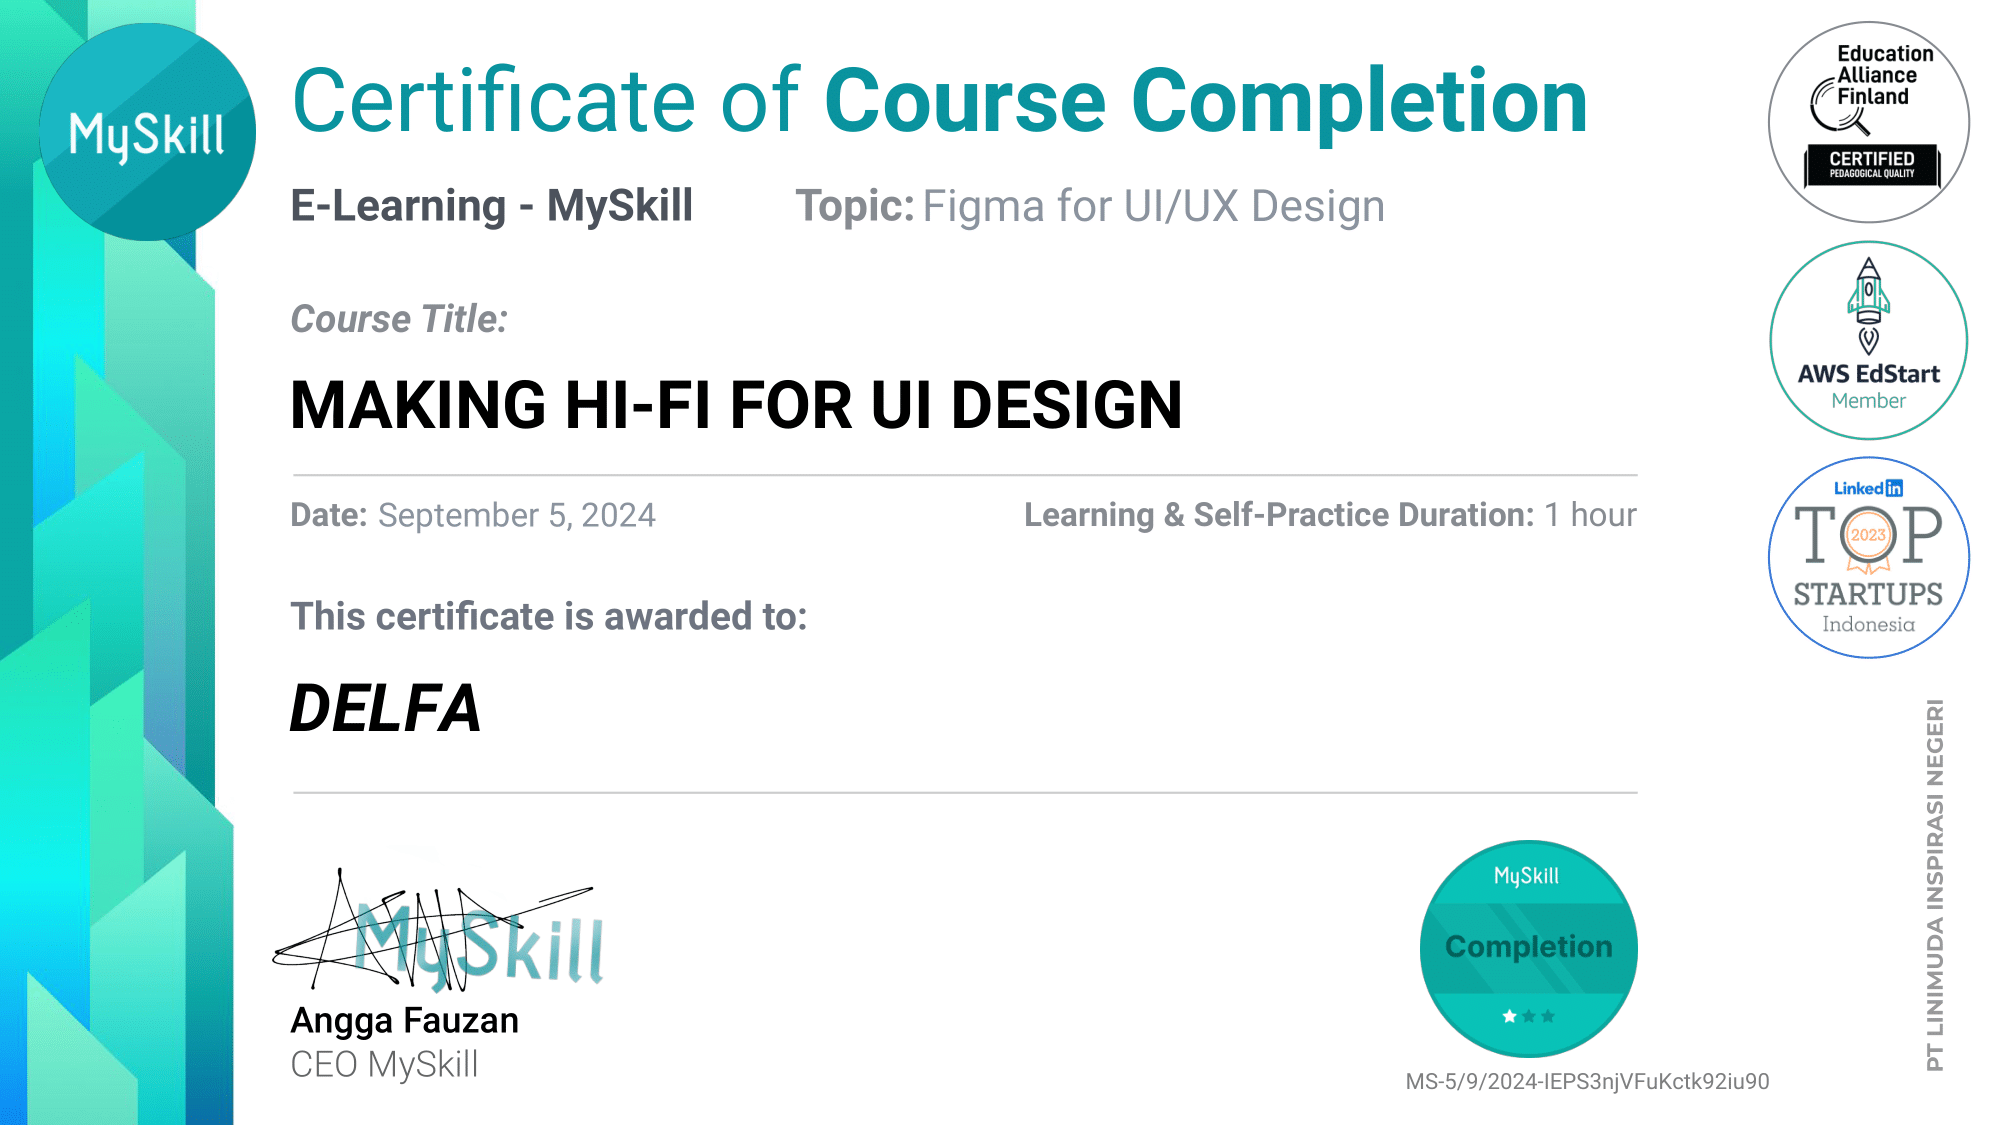 MySkill
Certificate of Course Completion
E-Learning - MySkill
Topic: Figma for UI/UX Design
Course Title:
MAKING HI-FI FOR UI DESIGN
Date: September 5, 2024
Learning & Self-Practice Duration: 1 hour
This certificate is awarded to:
DELFA
MySkill
Angga Fauzan
CEO MySkill
MySkill
Completion
MS-5/9/2024-IEPS3njVFuKctk92iu90
Education
Alliance
Finland
CERTIFIED
PEDAGOGICAL QUALITY
AWS EdStart
Member
Linked in
TOP
2023
STARTUPS
Indonesia
PT LINIMUDA INSPIRASI NEGERI